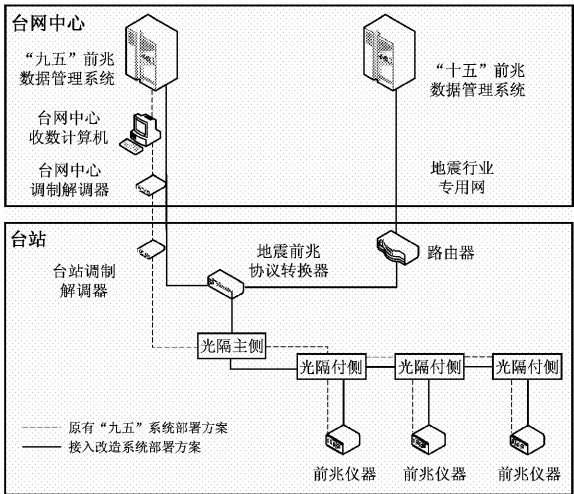 台网中心
“九五”前兆
数据管理系统
“十五”前兆
数据管理系统
台网中心
收数计算机
台网中心
调制解调器
地震行业
专用网
台站
台站调制
解调器
地震前兆
协议转换器
路由器
光隔主侧
光隔付侧
光隔付侧
光隔付侧
原有“九五”系统部署方案
接入改造系统部署方案
前兆仪器
前兆仪器
前兆仪器